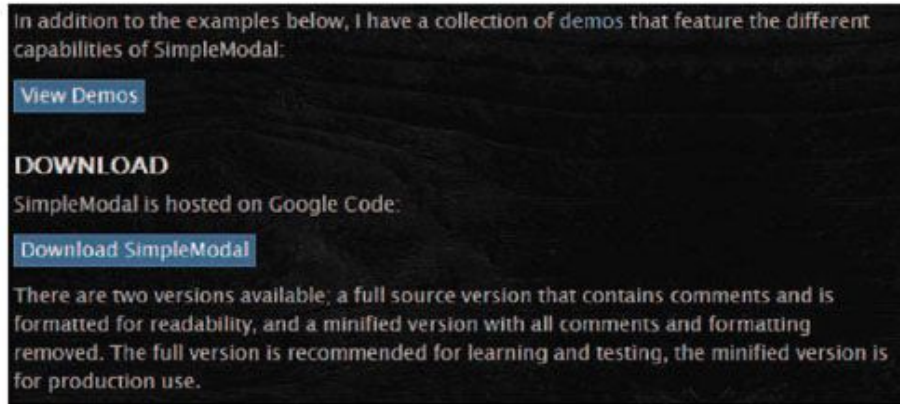 In addition to the examples below, I have a collection of demos that feature the different
capabilities of SimpleModal:
View Demos
DOWNLOAD
SimpleModal is hosted on Google Code:
Download SimpleModal
There are two versions available; a full source version that contains comments and is
formatted for readability, and a minified version with all comments and formatting
removed. The full version is recommended for learning and testing, the minified version is
for production use.